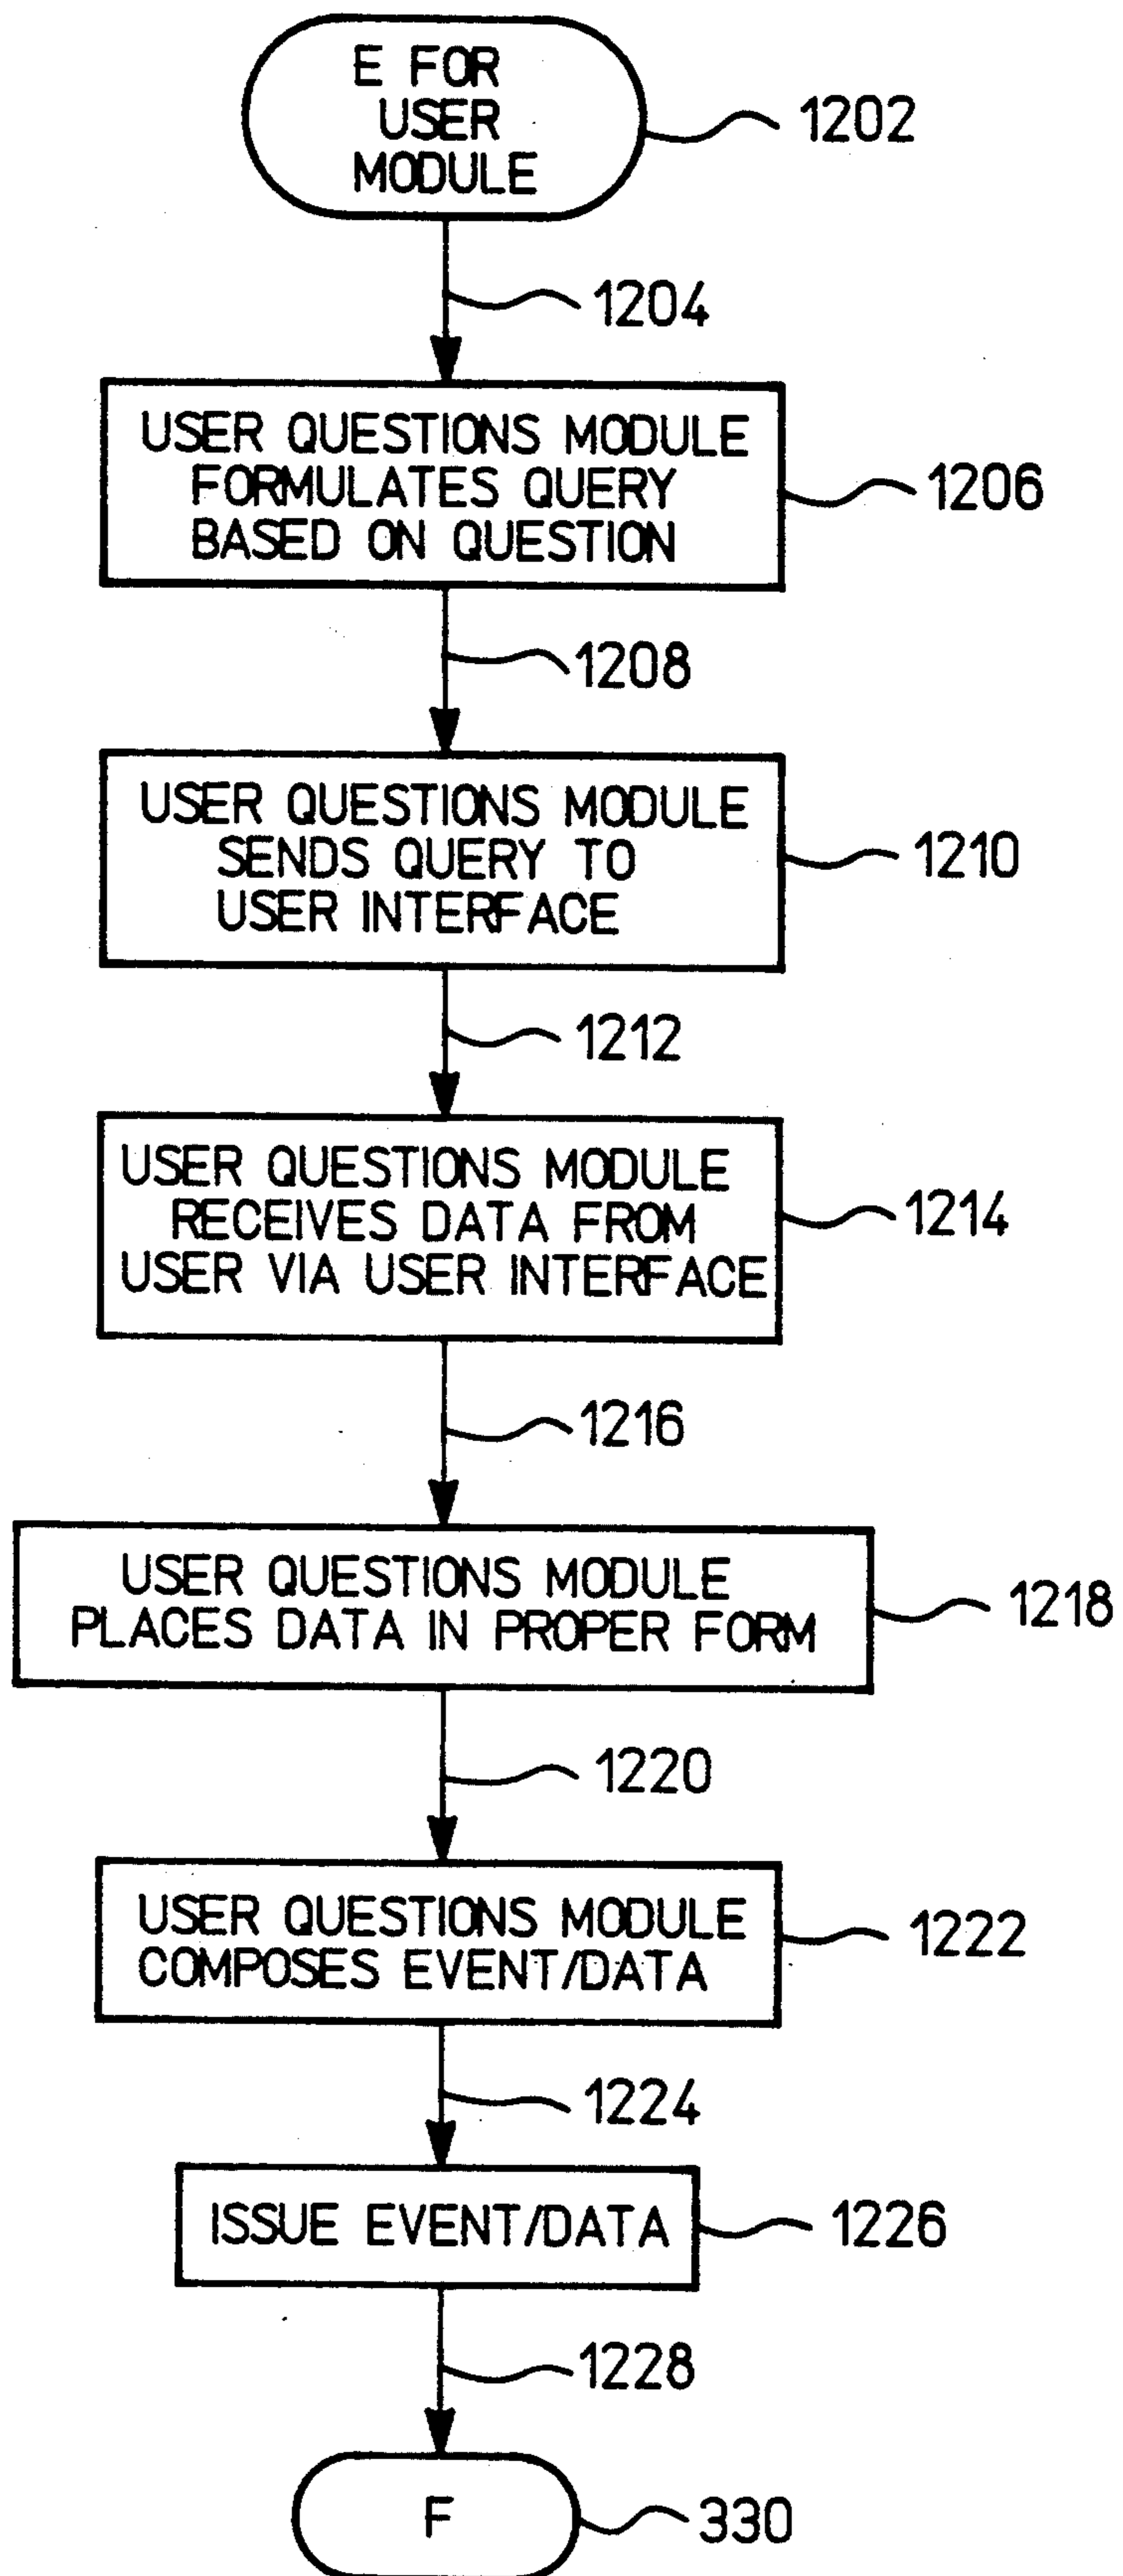 E FOR
USER
MODULE
1202
1204
USER QUESTIONS MODULE
FORMULATES QUERY
BASED ON QUESTION
1206
1208
USER QUESTIONS MODULE
SENDS QUERY TO
USER INTERFACE
1210
1212
USER QUESTIONS MODULE
RECEIVES DATA FROM
USER VIA USER INTERFACE
1214
1216
USER QUESTIONS MODULE
PLACES DATA IN PROPER FORM
1218
1220
USER QUESTIONS MODULE
COMPOSES EVENT/DATA
1222
1224
ISSUE EVENT/DATA
1226
1228
F
330